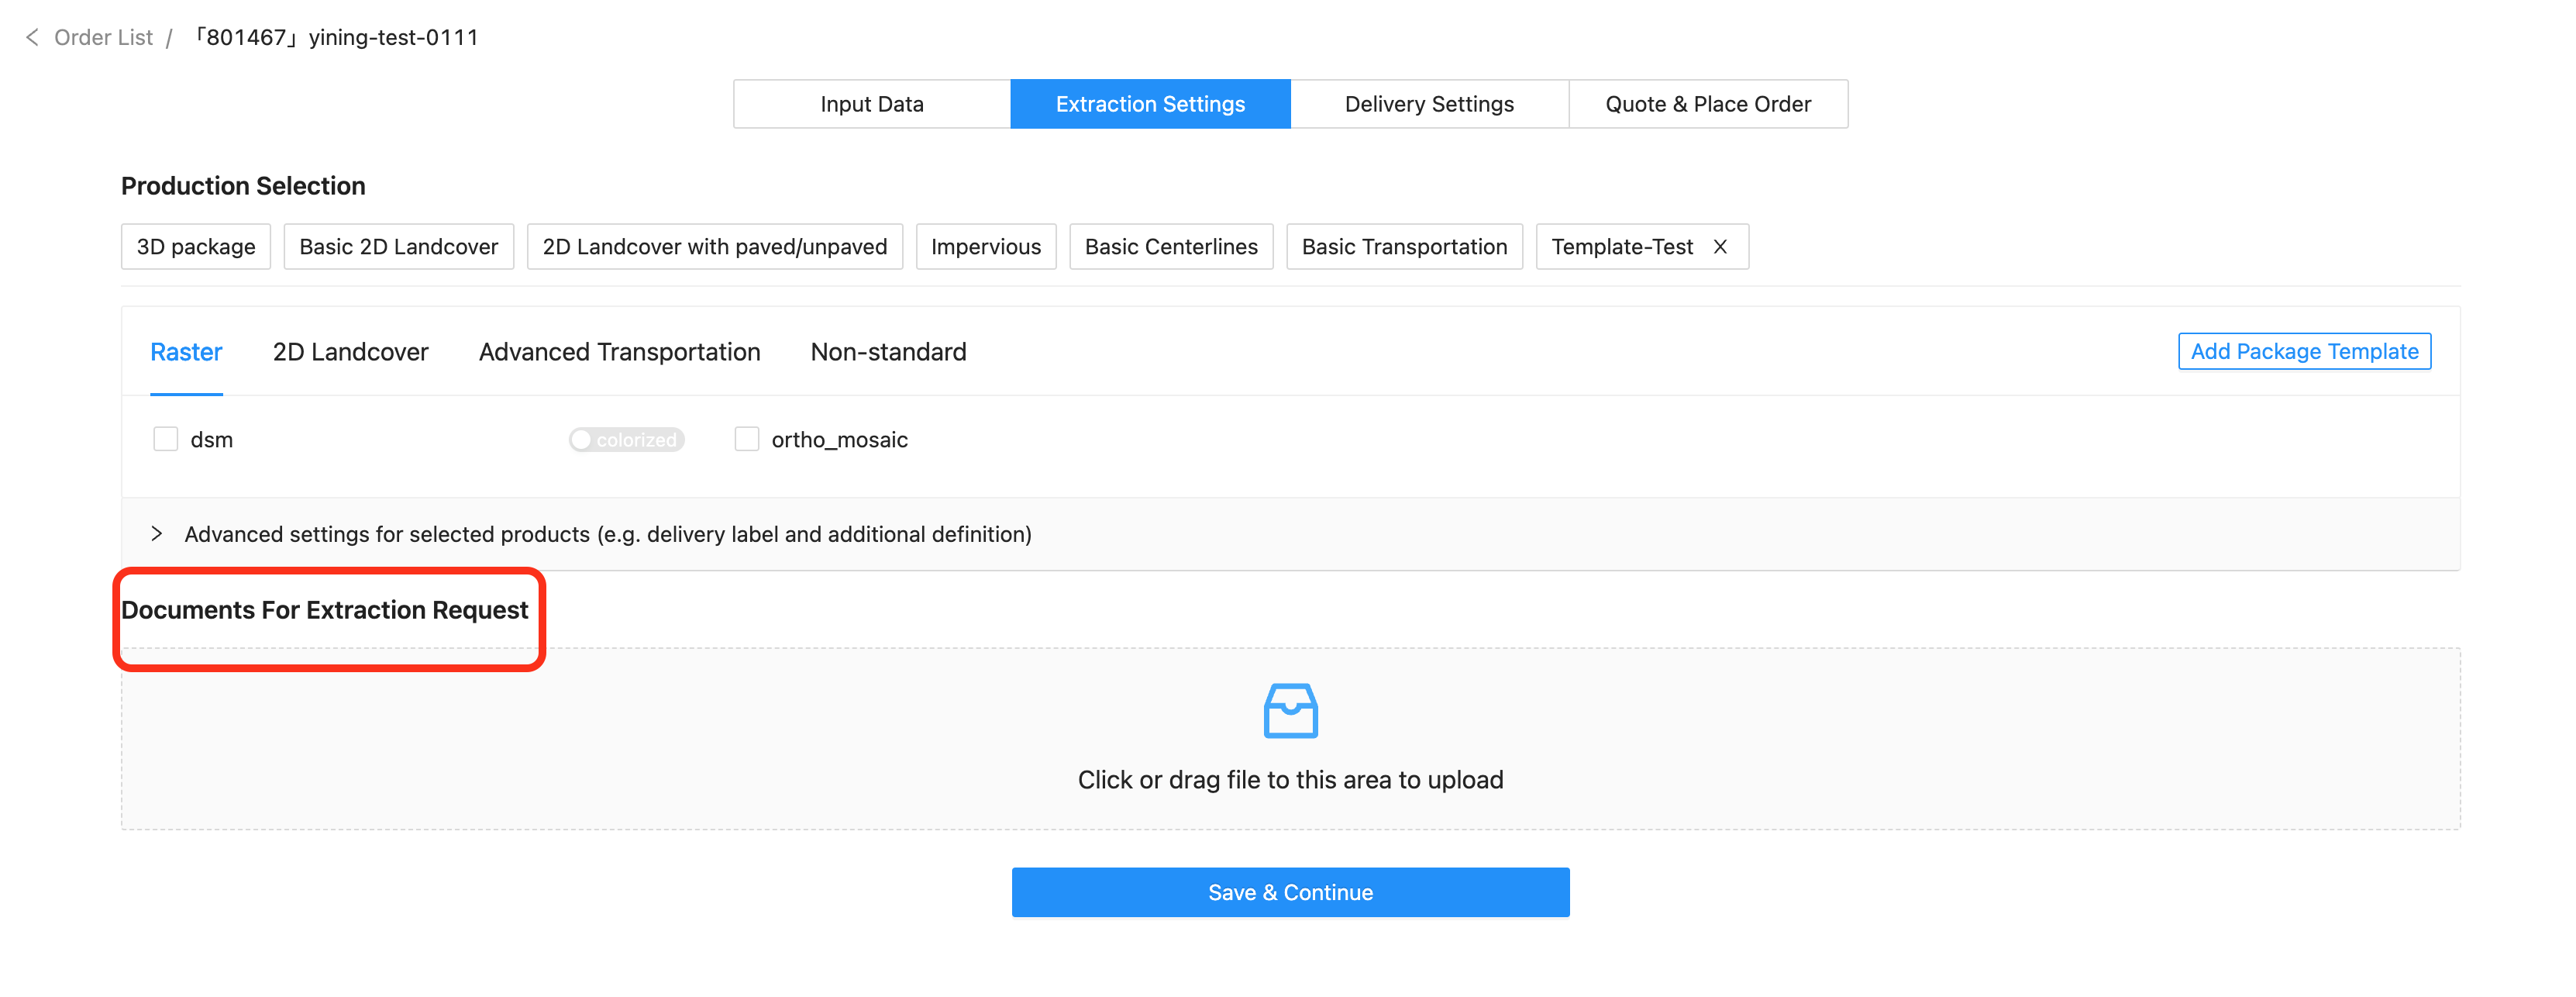 Order List / 「801467」yining-test-0111
Input Data Extraction Settings Delivery Settings Quote & Place Order
Production Selection
3D package Basic 2D Landcover 2D Landcover with paved/unpaved Impervious Basic Centerlines Basic Transportation Template-Test
Raster 2D Landcover Advanced Transportation Non-standard Add Package Template
dsm colorized ortho_mosaic
Advanced settings for selected products (e.g. delivery label and additional definition)
Documents For Extraction Request
Click or drag file to this area to upload
Save & Continue